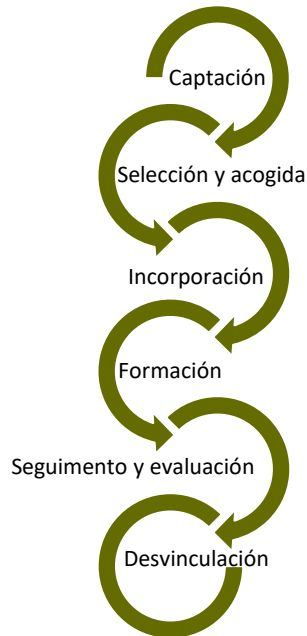 Captación
Selección y acogida
Incorporación
Formación
Seguimento y evaluación
Desvinculación